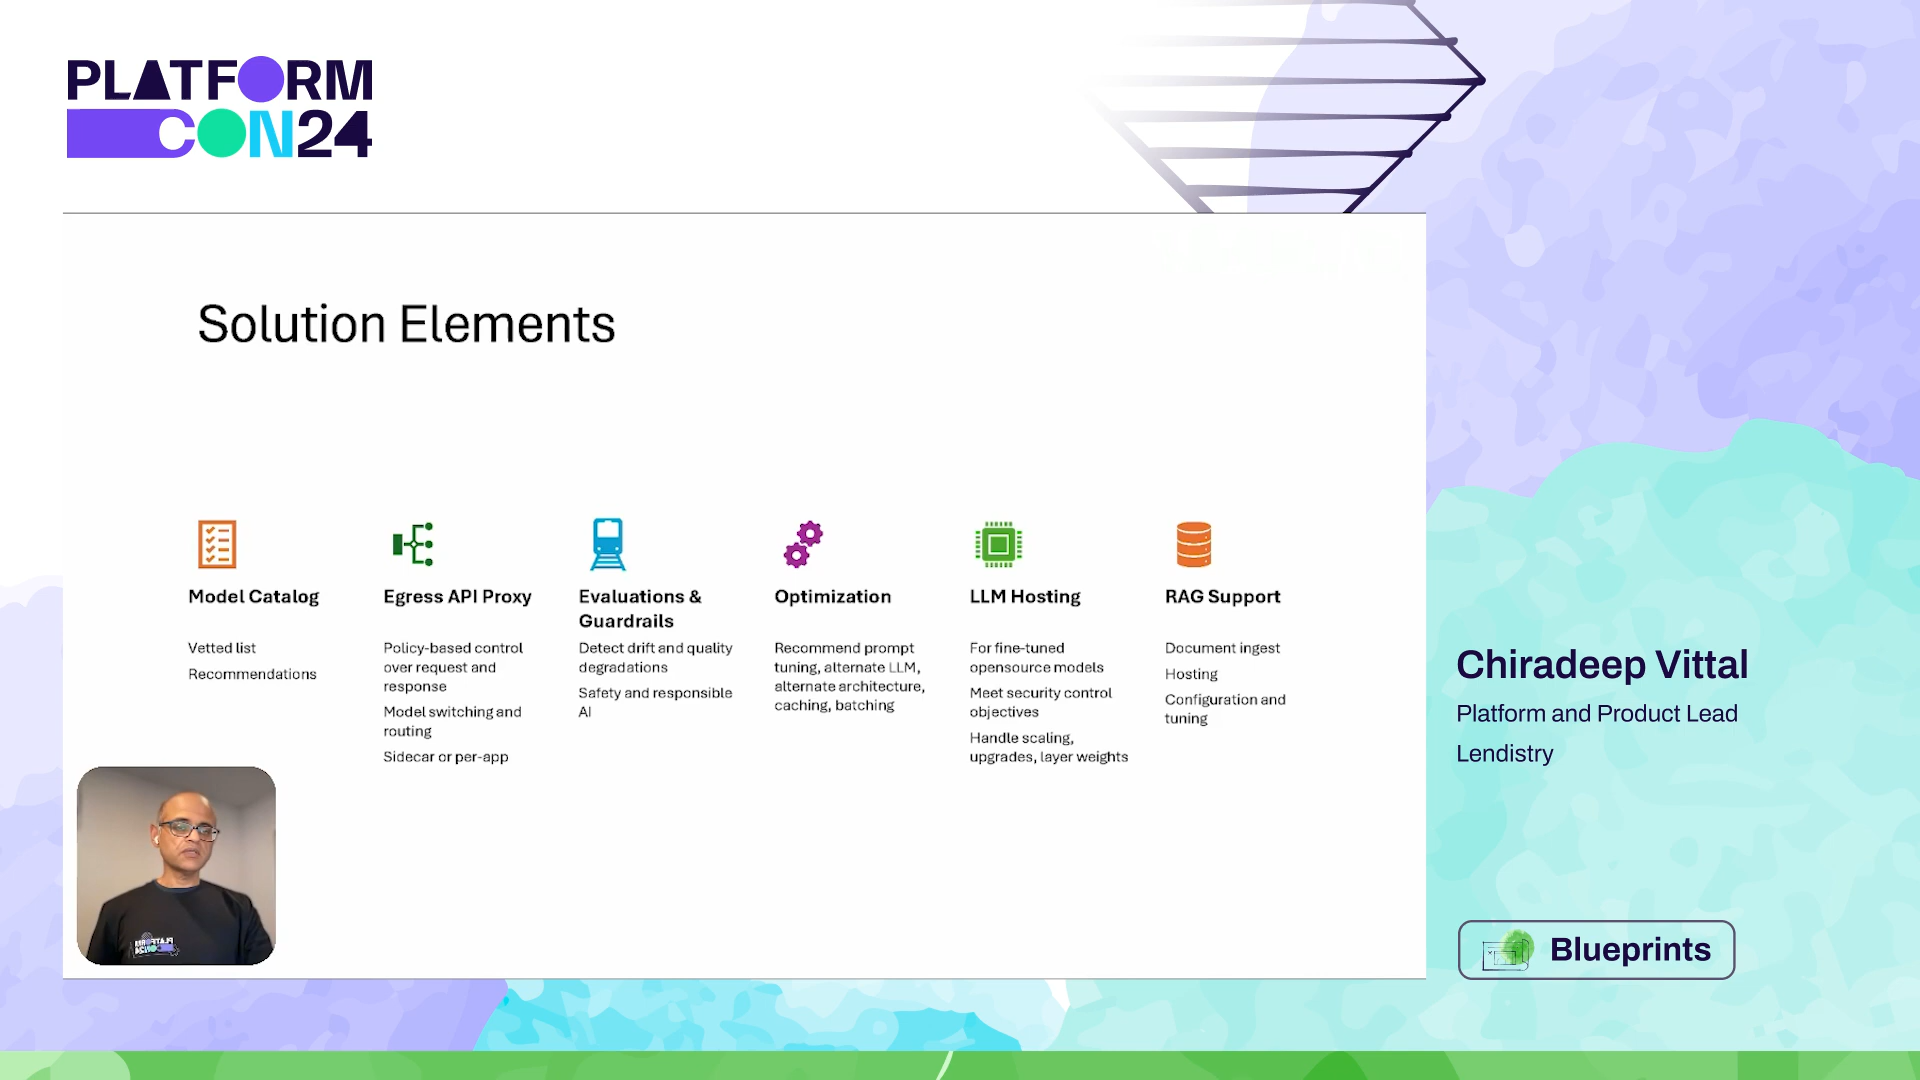 PLATFORM
CON24
Solution Elements
Model Catalog
Vetted list
Recommendations
Egress API Proxy
Policy-based control
over request and
response
Model switching and
routing
Sidecar or per-app
Evaluations &
Guardrails
Detect drift and quality
degradations
Safety and responsible
AI
Optimization
Recommend prompt
tuning, alternate LLM,
alternate architecture,
caching, batching
LLM Hosting
For fine-tuned
opensource models
Meet security control
objectives
Handle scaling,
upgrades, layer weights
RAG Support
Document ingest
Hosting
Configuration and
tuning
Chiradeep Vittal
Platform and Product Lead
Lendistry
Blueprints